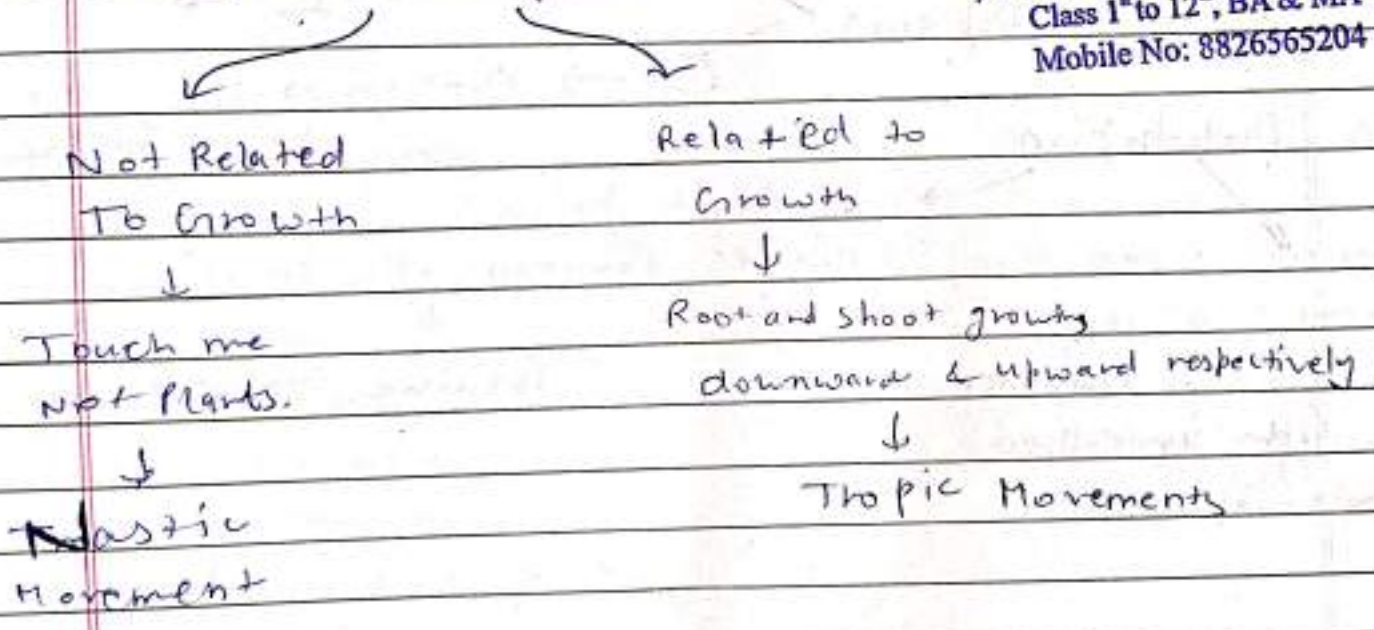 Class 1st to 12th, BA & MA
Mobile No: 8826565204
Not Related
To Growth
↓
Touch me
Not Plants.
↓
Nastic
Movement
Related to
Growth
↓
Root and shoot growing
downward & upward respectively
↓
Tropic Movements